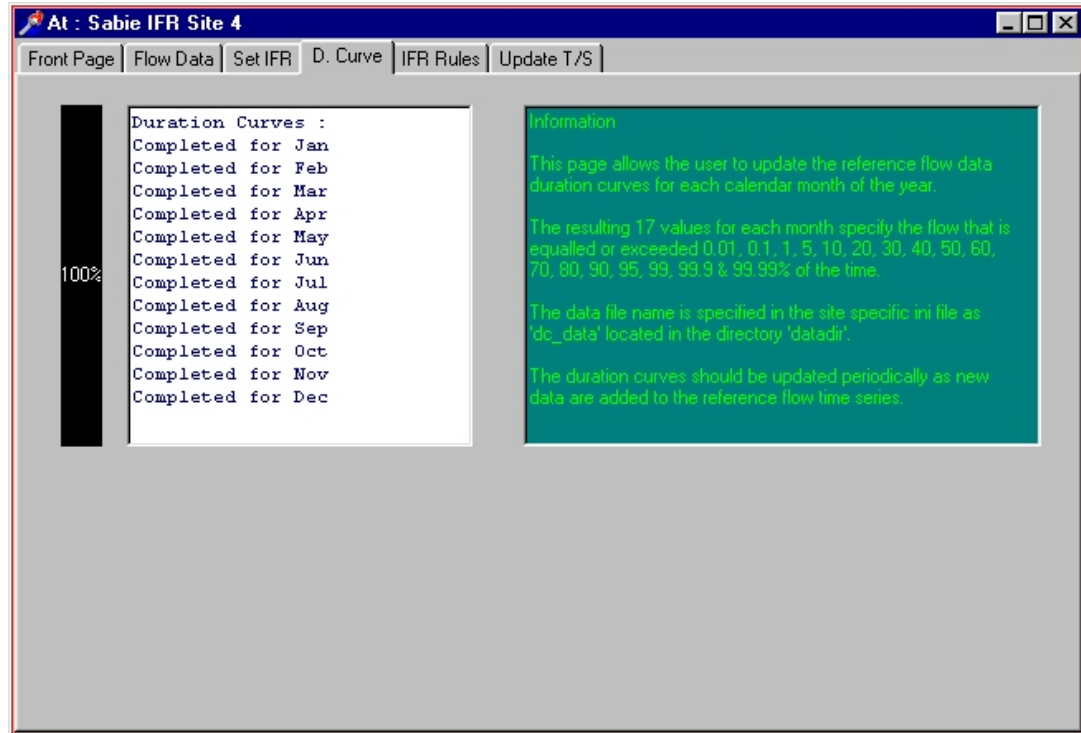 At : Sabie IFR Site 4
Front Page Flow Data Set IFR D. Curve IFR Rules Update T/S
100%
Duration Curves :
Completed for Jan
Completed for Feb
Completed for Mar
Completed for Apr
Completed for May
Completed for Jun
Completed for Jul
Completed for Aug
Completed for Sep
Completed for Oct
Completed for Nov
Completed for Dec
Information
This page allows the user to update the reference flow data
duration curves for each calendar month of the year.
The resulting 17 values for each month specify the flow that is
equalled or exceeded 0.01, 0.1, 1, 5, 10, 20, 30, 40, 50, 60,
70, 80, 90, 95, 99, 99.9 & 99.99% of the time.
The data file name is specified in the site specific ini file as
'dc_data' located in the directory 'datadir'.
The duration curves should be updated periodically as new
data are added to the reference flow time series.